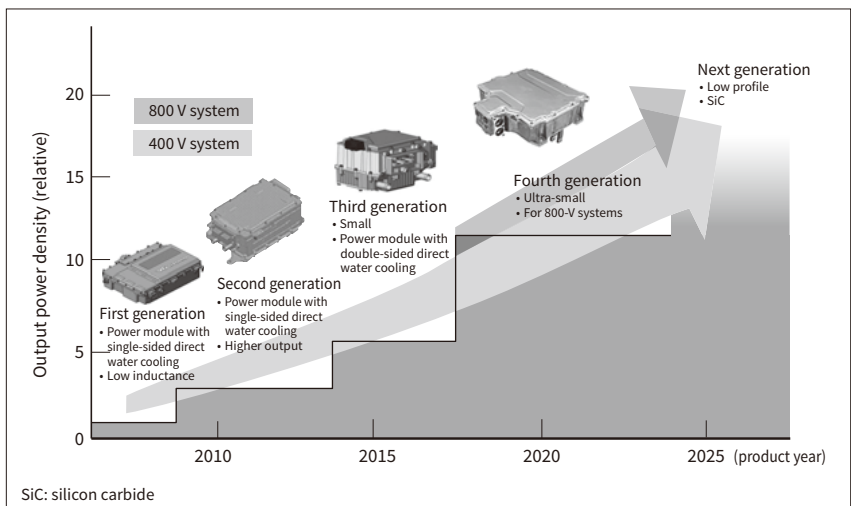 Output power density (relative)
20
15
10
5
0
800 V system
400 V system
First generation
• Power module with
single-sided direct
water cooling
• Low inductance
Second generation
• Power module with
single-sided direct
water cooling
• Higher output
Third generation
• Small
• Power module with
double-sided direct
water cooling
Fourth generation
• Ultra-small
• For 800-V systems
Next generation
• Low profile
• SiC
2010
2015
2020
2025 (product year)
SiC: silicon carbide